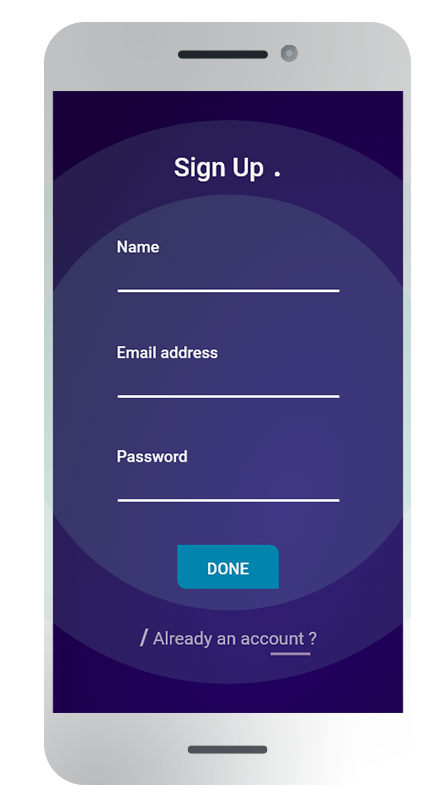 Sign Up .
Name
Email address
Password
DONE
/ Already an account ?